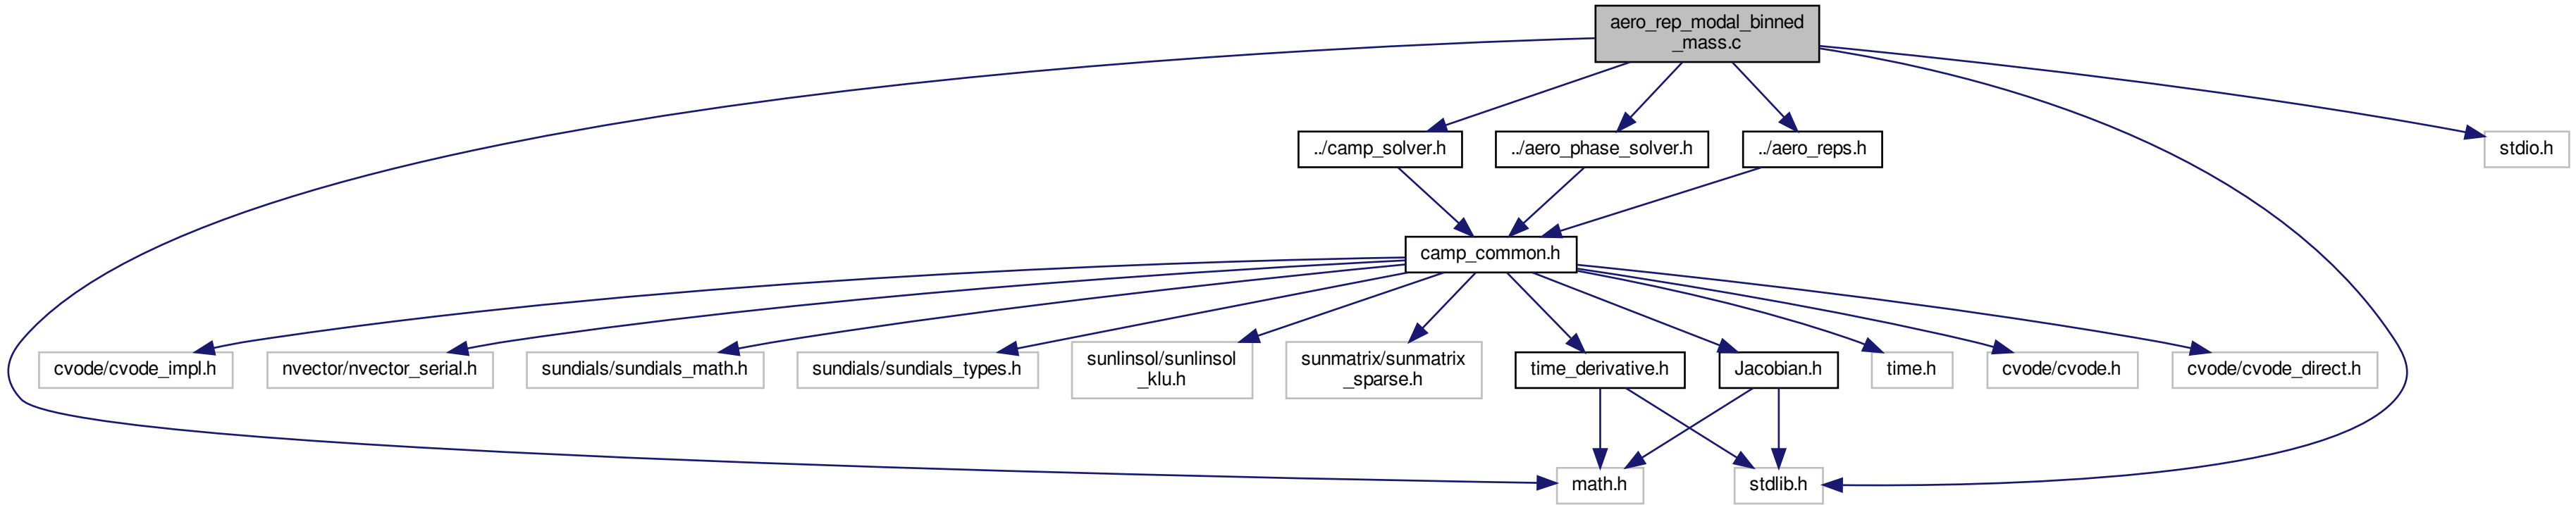 aero_rep_modal_binned
_mass.c
../camp_solver.h
../aero_phase_solver.h
../aero_reps.h
stdio.h
camp_common.h
cvode/cvode_impl.h
nvector/nvector_serial.h
sundials/sundials_math.h
sundials/sundials_types.h
sunlinsol/sunlinsol
_klu.h
sunmatrix/sunmatrix
_sparse.h
time_derivative.h
Jacobian.h
time.h
cvode/cvode.h
cvode/cvode_direct.h
math.h
stdlib.h